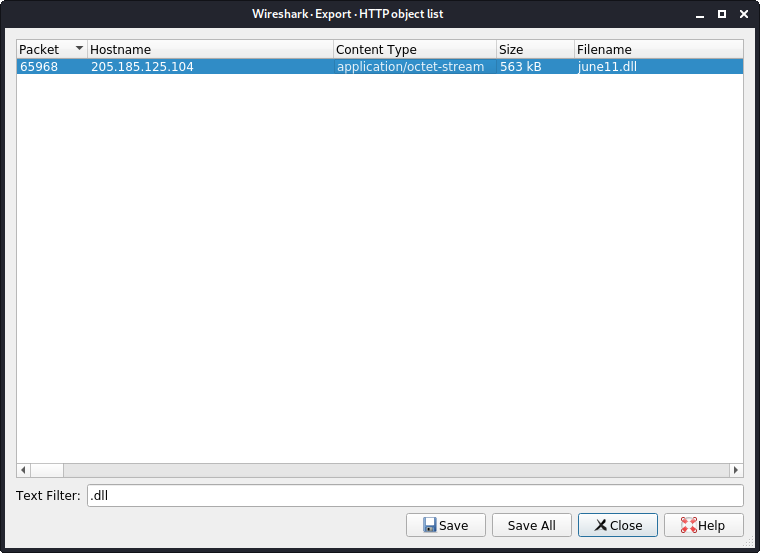 Wireshark · Export · HTTP object list
Packet Hostname Content Type Size Filename
65968 205.185.125.104 application/octet-stream 563 kB june11.dll
Text Filter: .dll
Save Save All Close Help